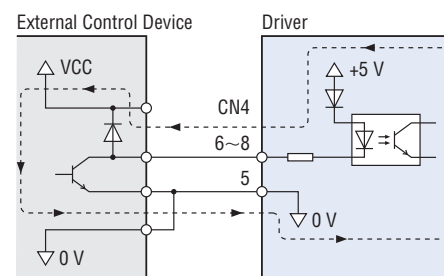 External Control Device
Driver
VCC
+5 V
CN4
6~8
5
0 V
0 V